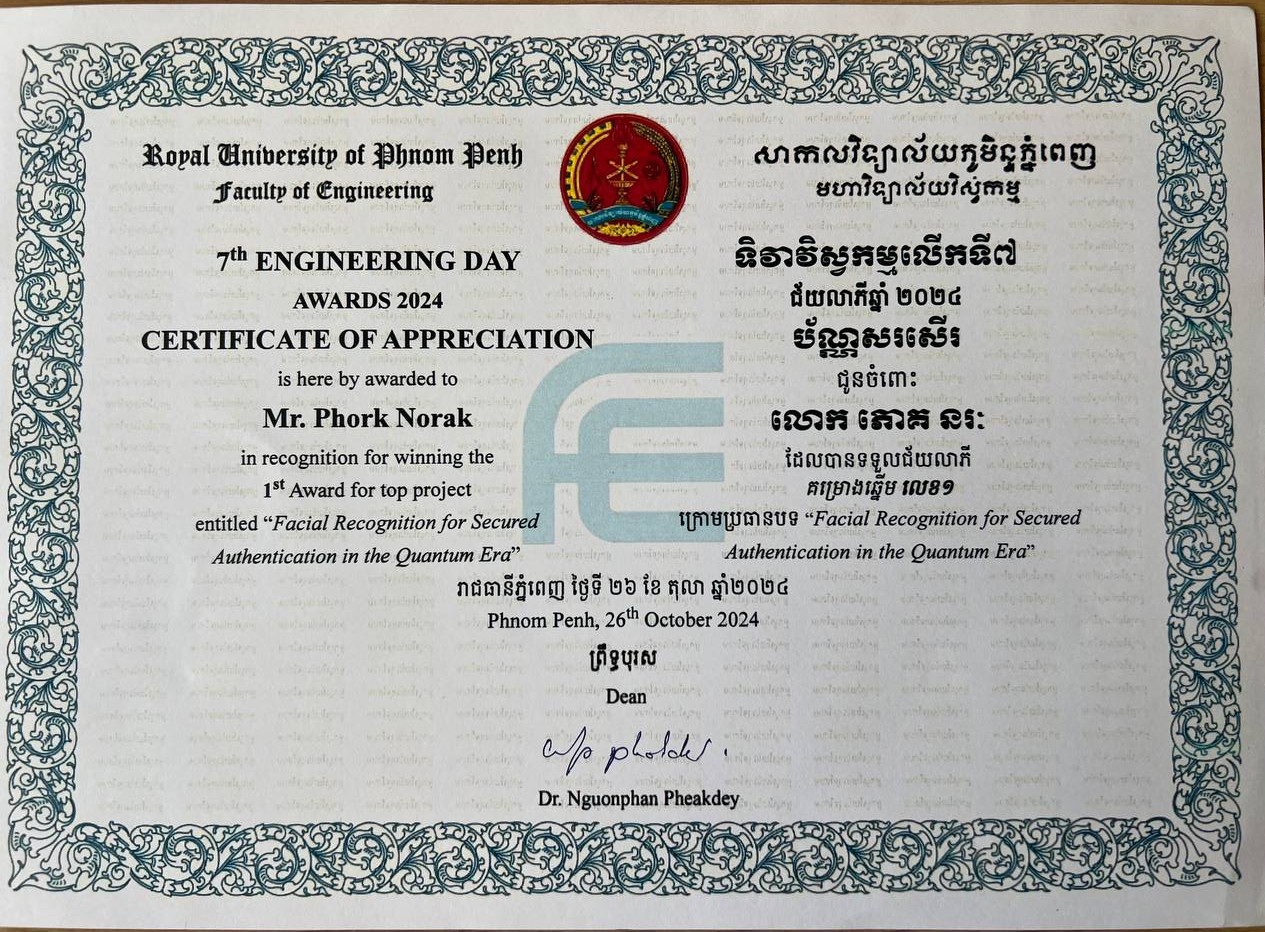 Royal University of Phnom Penh
Faculty of Engineering
7th ENGINEERING DAY
AWARDS 2024
CERTIFICATE OF APPRECIATION
is here by awarded to
Mr. Phork Norak
in recognition for winning the
1st Award for top project
entitled “Facial Recognition for Secured
Authentication in the Quantum Era”
សាកលវិទ្យាល័យភូមិន្ទភ្នំពេញ
មហាវិទ្យាល័យវិស្វកម្ម
ទិវាវិស្វកម្មលើកទី៧
ជ័យលាភីឆ្នាំ ២០២៤
ប័ណ្ណសរសើរ
ជូនចំពោះ
លោក ភោគ នរៈ
ដែលបានទទួលជ័យលាភី
គម្រោងឆ្នើម លេខ១
ក្រោមប្រធានបទ “Facial Recognition for Secured
Authentication in the Quantum Era”
រាជធានីភ្នំពេញ ថ្ងៃទី ២៦ ខែ តុលា ឆ្នាំ២០២៤
Phnom Penh, 26th October 2024
ព្រឹទ្ធបុរស
Dean
Dr. Nguonphan Pheakdey